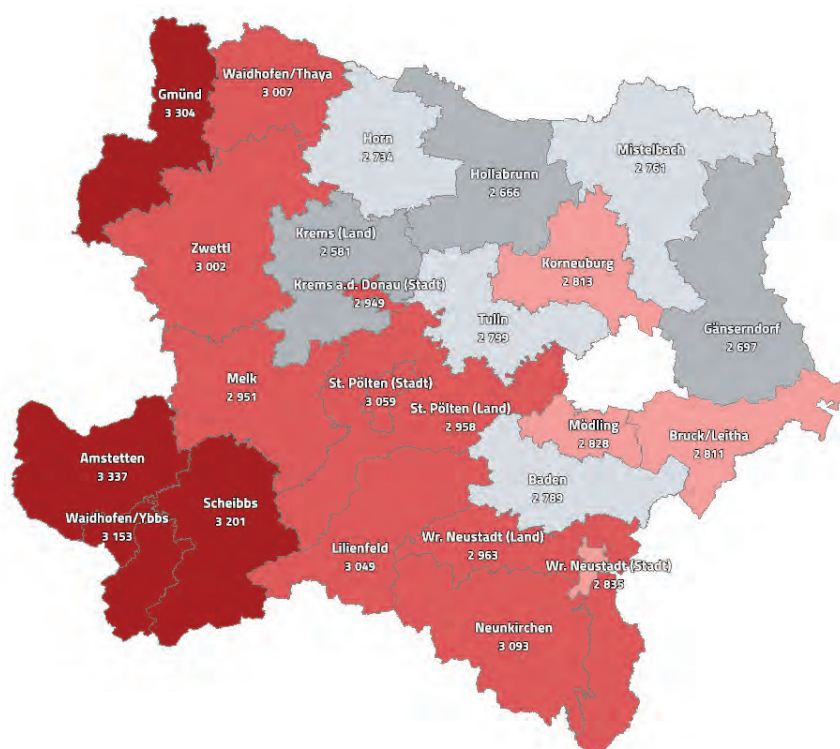 Waidhofen/Thaya
3 007
Gmünd
3 304
Horn
2 734
Hollabrunn
2 666
Mistelbach
2 761
Zwettl
3 002
Krems (Land)
2 581
Krems a.d. Donau (Stadt)
2 949
Korneuburg
2 813
Tulln
2 799
Gänserndorf
2 697
Melk
2 951
St. Pölten (Stadt)
3 059
St. Pölten (Land)
2 958
Mödling
2 828
Bruck/Leitha
2 811
Amstetten
3 337
Scheibbs
3 201
Baden
2 789
Waidhofen/Ybbs
3 153
Lilienfeld
3 049
Wr. Neustadt (Land)
2 963
Wr. Neustadt (Stadt)
2 835
Neunkirchen
3 093